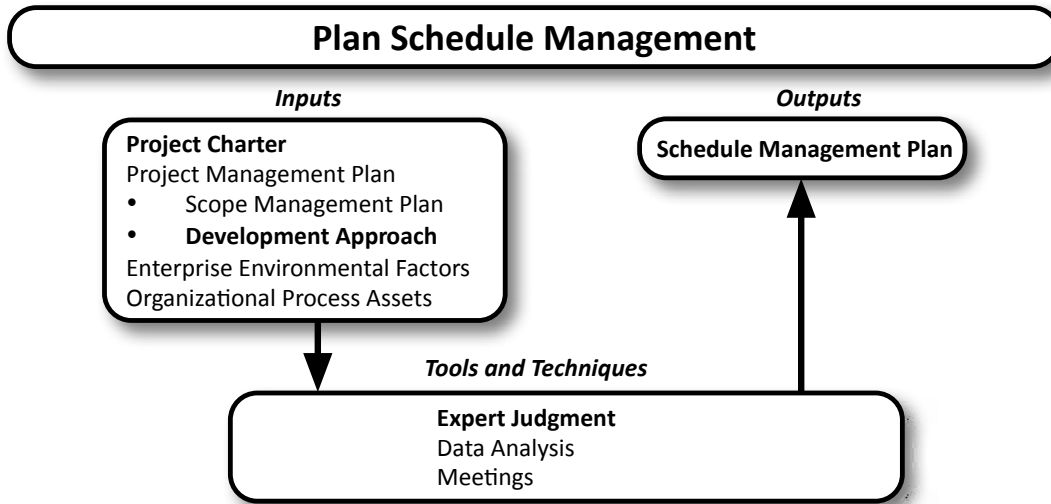 Plan Schedule Management
Inputs
Project Charter
Project Management Plan
• Scope Management Plan
• Development Approach
Enterprise Environmental Factors
Organizational Process Assets
Outputs
Schedule Management Plan
Tools and Techniques
Expert Judgment
Data Analysis
Meetings